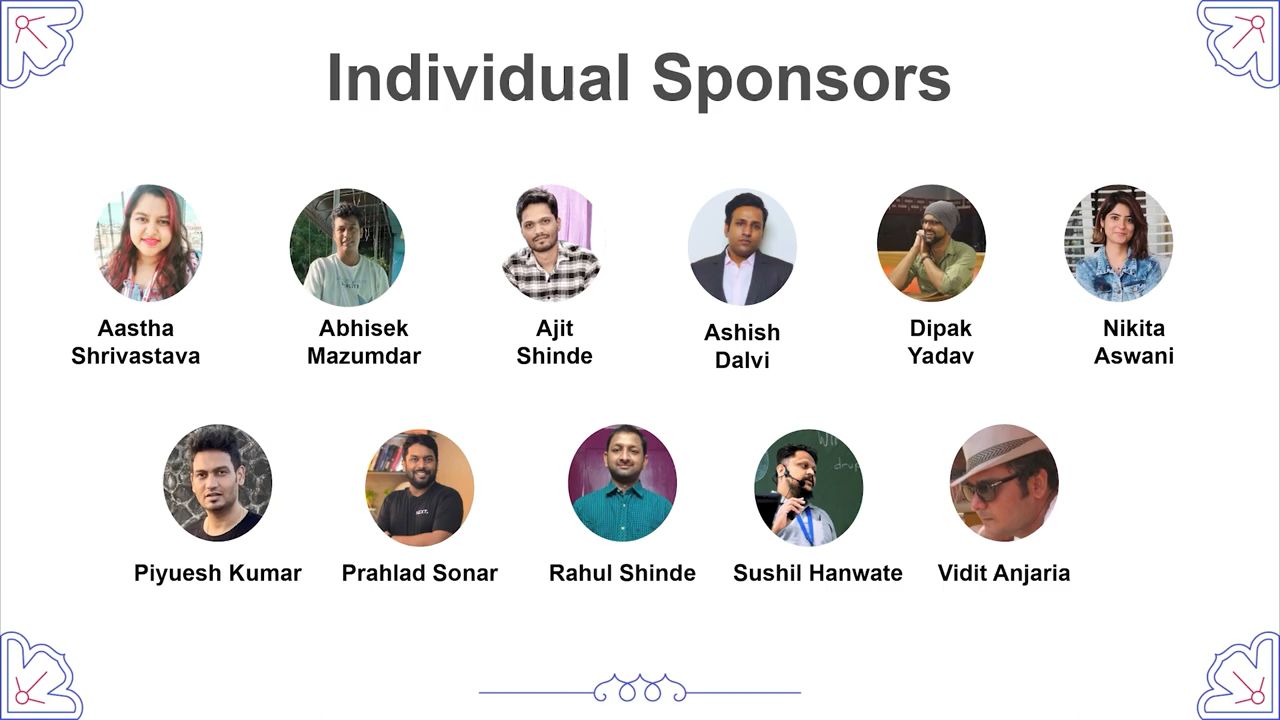 Individual Sponsors
Aastha
Shrivastava
Abhisek
Mazumdar
Ajit
Shinde
Ashish
Dalvi
Dipak
Yadav
Nikita
Aswani
NEXT.
Piyuesh Kumar
Prahlad Sonar
Rahul Shinde
Sushil Hanwate
Vidit Anjaria